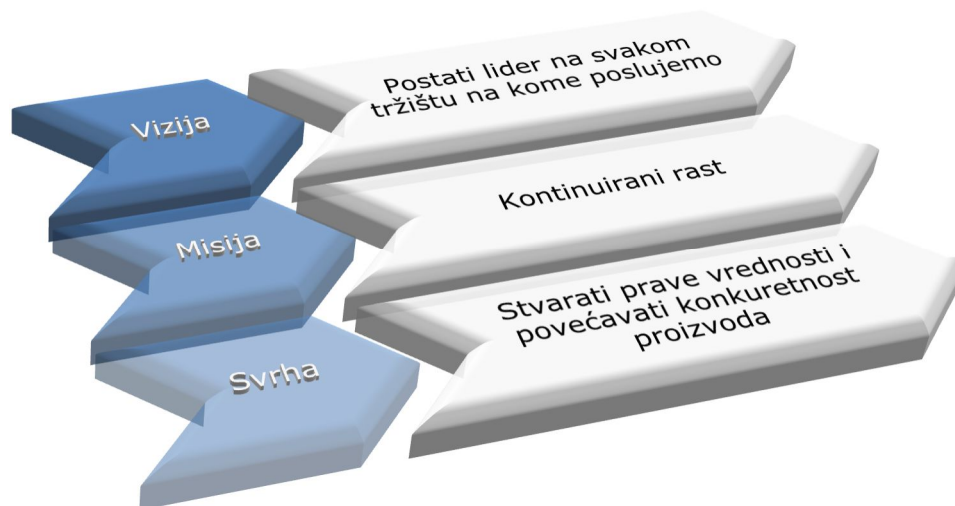 Vizija
Postati lider na svakom
tržištu na kome poslujemo
Misija
Kontinuirani rast
Svrha
Stvarati prave vrednosti i
povećavati konkuretnost
proizvoda